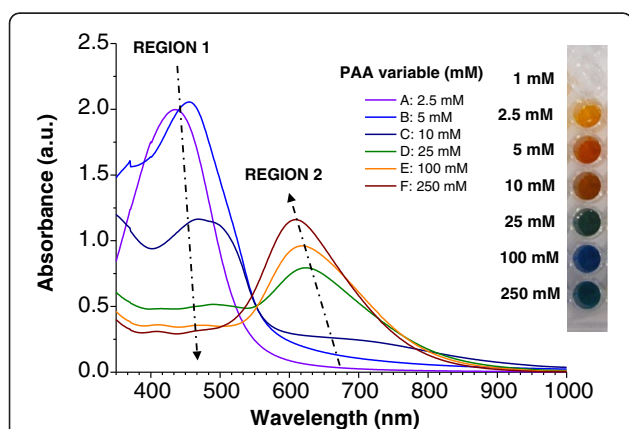 REGION 1
REGION 2
PAA variable (mM)
A: 2.5 mM
B: 5 mM
C: 10 mM
D: 25 mM
E: 100 mM
F: 250 mM
1 mM
2.5 mM
5 mM
10 mM
25 mM
100 mM
250 mM
Absorbance (a.u.)
2.5
2.0
1.5
1.0
0.5
0.0
400 500 600 700 800 900 1000
Wavelength (nm)